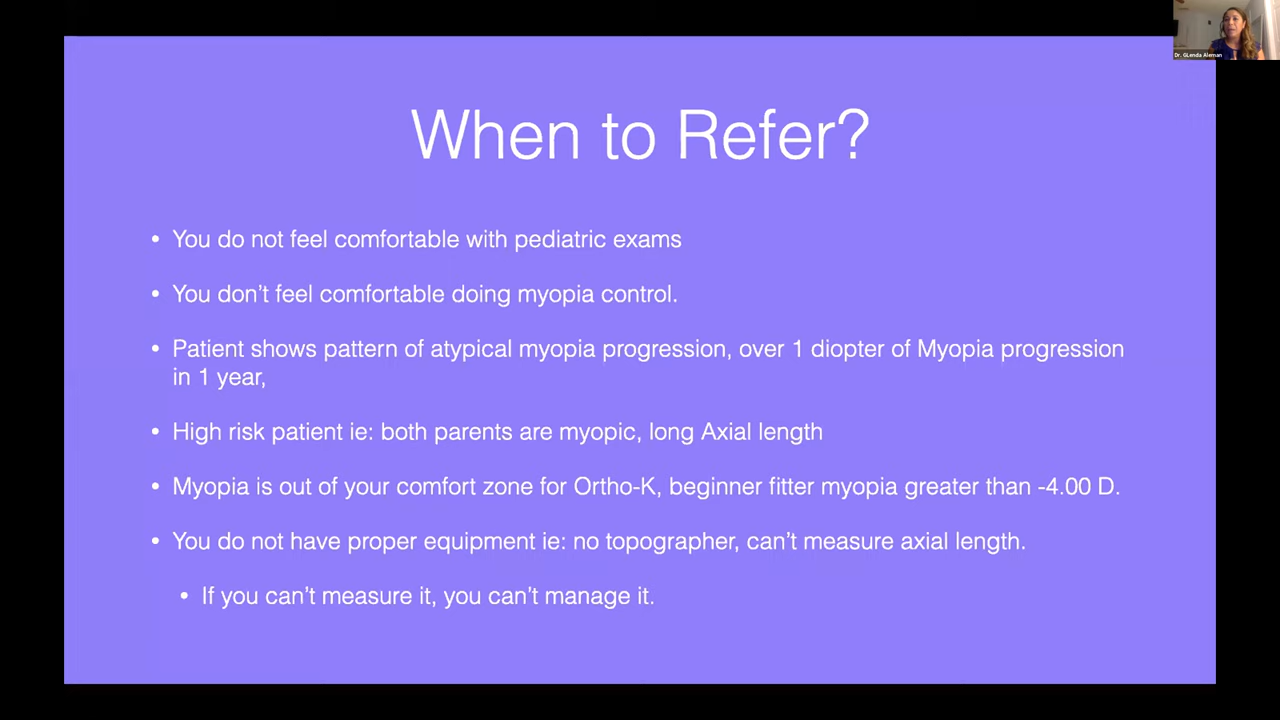 Dr. GLenda Aleman
When to Refer?
• You do not feel comfortable with pediatric exams
• You don’t feel comfortable doing myopia control.
• Patient shows pattern of atypical myopia progression, over 1 diopter of Myopia progression
in 1 year,
• High risk patient ie: both parents are myopic, long Axial length
• Myopia is out of your comfort zone for Ortho-K, beginner fitter myopia greater than -4.00 D.
• You do not have proper equipment ie: no topographer, can’t measure axial length.
• If you can’t measure it, you can’t manage it.